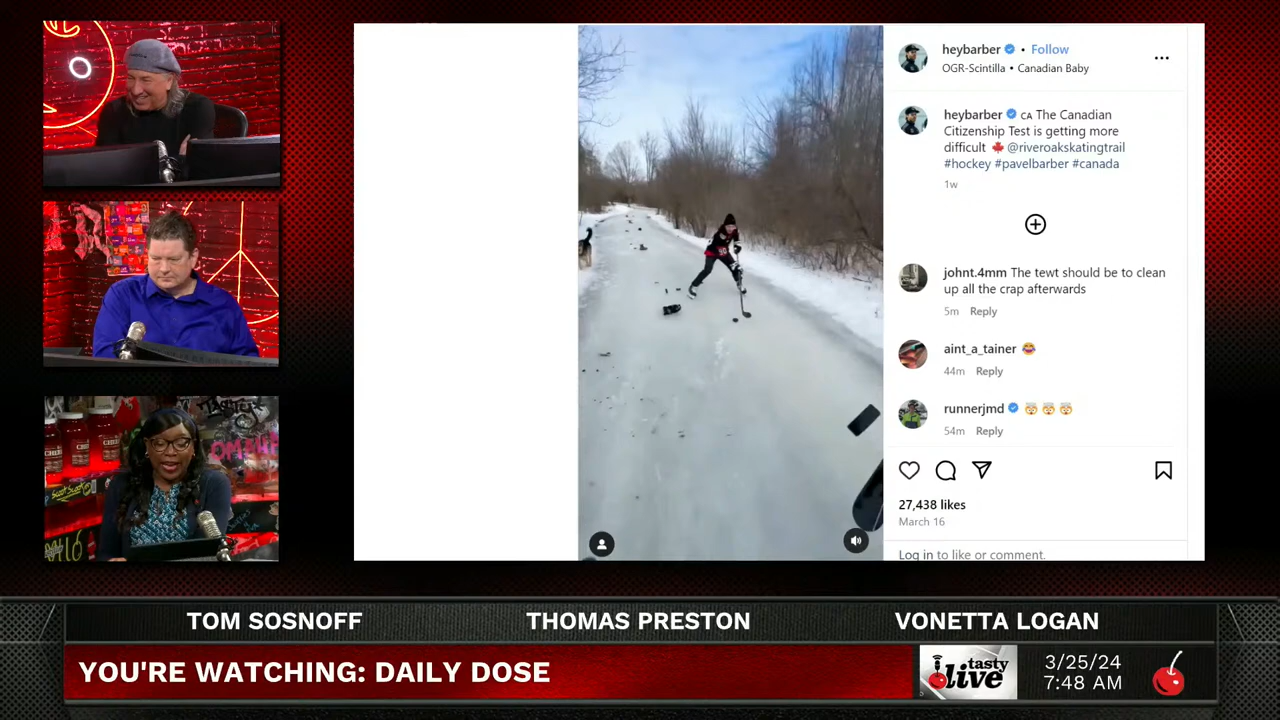 heybarber • Follow
OGR-Scintilla • Canadian Baby
heybarber CA The Canadian
Citizenship Test is getting more
difficult 🍁 @riveroakskatingtrail
#hockey #pavelbarber #canada
1w
johnt.4mm The tewt should be to clean
up all the crap afterwards
5m Reply
aint_a_tainer 😂
44m Reply
runnerjmd 🤯🤯🤯
54m Reply
27,438 likes
March 16
Log in to like or comment.
TOM SOSNOFF
THOMAS PRESTON
VONETTA LOGAN
YOU'RE WATCHING: DAILY DOSE
tasty
live
3/25/24
7:48 AM